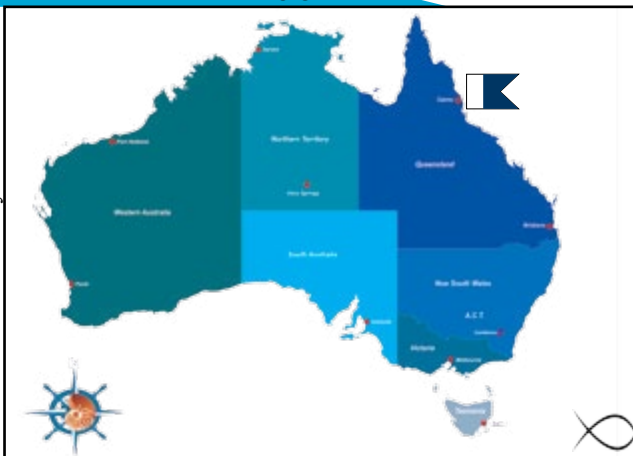 Darwin
Cairns
Port Hedland
Northern Territory
Queensland
Alice Springs
Western Australia
Brisbane
South Australia
New South Wales
Perth
A.C.T.
Adelaide
Canberra
Victoria
Melbourne
Tasmania